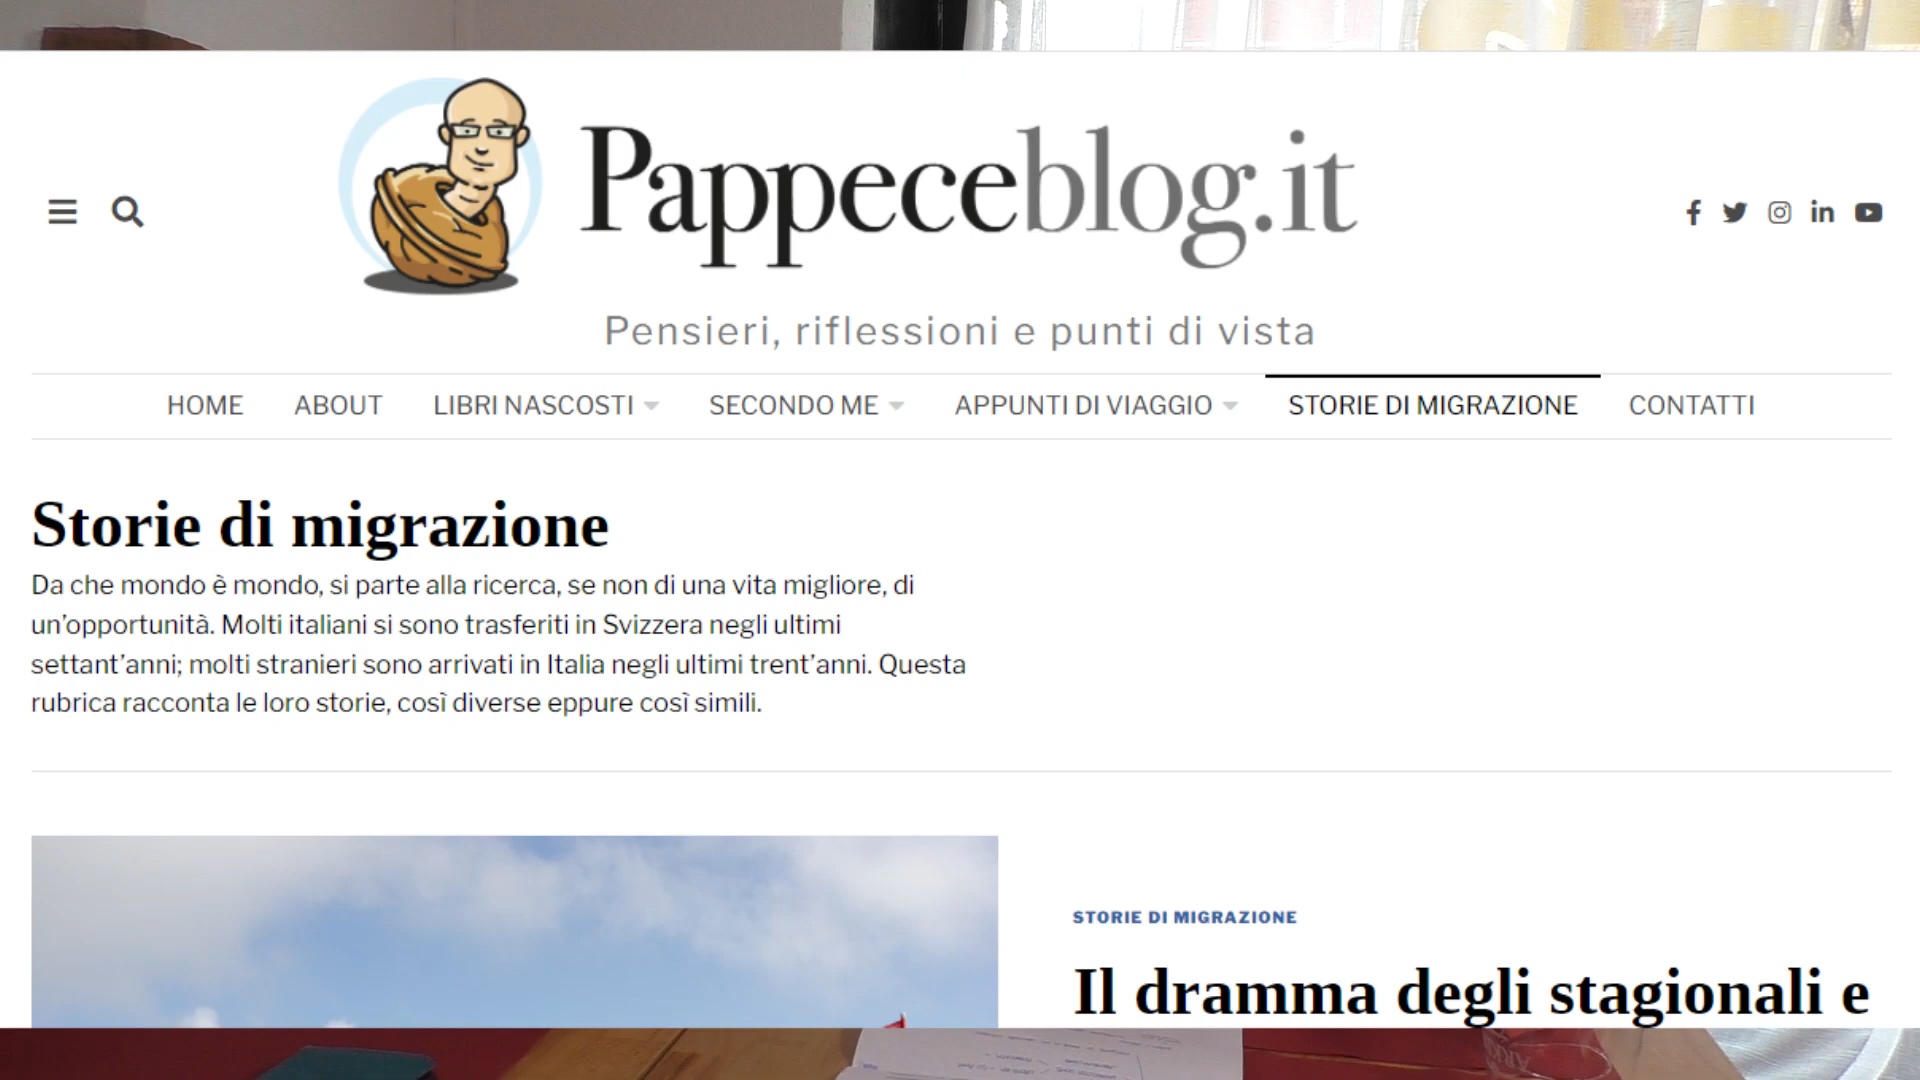 Pappeceblog.it
Pensieri, riflessioni e punti di vista
HOME ABOUT LIBRI NASCOSTI SECONDO ME APPUNTI DI VIAGGIO STORIE DI MIGRAZIONE CONTATTI
Storie di migrazione
Da che mondo è mondo, si parte alla ricerca, se non di una vita migliore, di
un’opportunità. Molti italiani si sono trasferiti in Svizzera negli ultimi
settant’anni; molti stranieri sono arrivati in Italia negli ultimi trent’anni. Questa
rubrica racconta le loro storie, così diverse eppure così simili.
STORIE DI MIGRAZIONE
Il dramma degli stagionali e